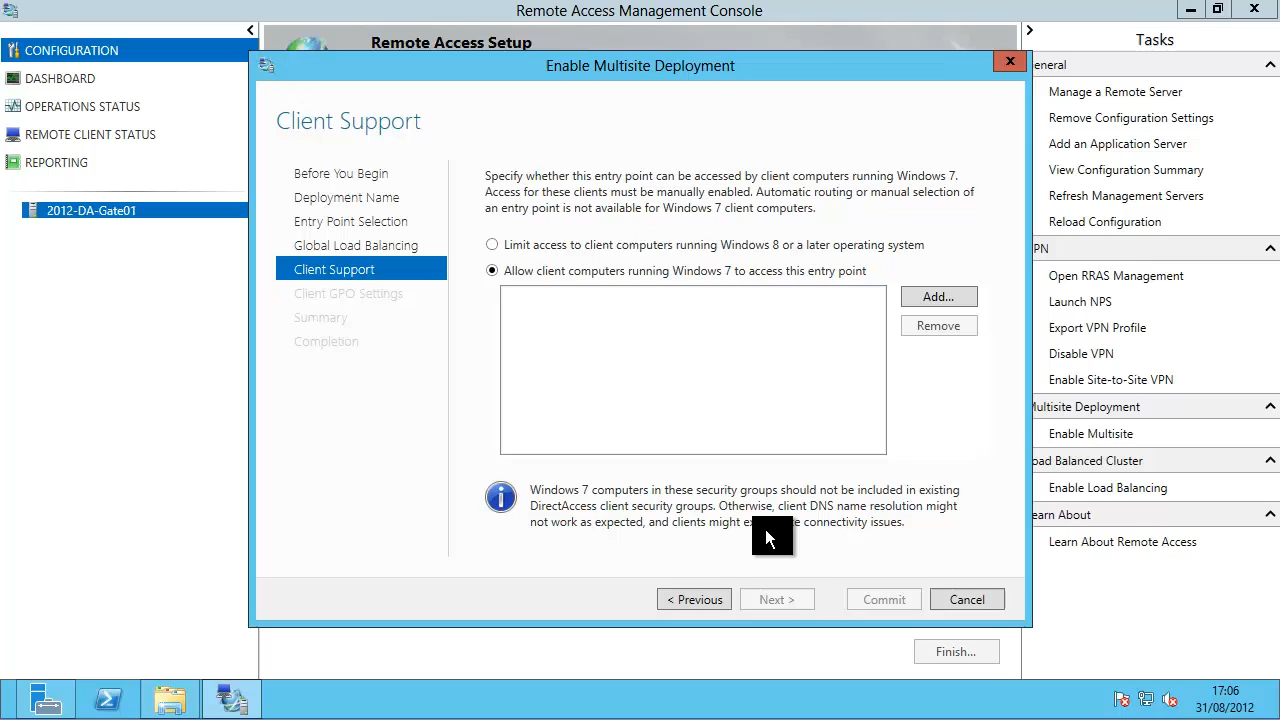 Remote Access Management Console
CONFIGURATION
DASHBOARD
OPERATIONS STATUS
REMOTE CLIENT STATUS
REPORTING
2012-DA-Gate01
Remote Access Setup
Enable Multisite Deployment
Client Support
Before You Begin
Deployment Name
Entry Point Selection
Global Load Balancing
Client Support
Client GPO Settings
Summary
Completion
Specify whether this entry point can be accessed by client computers running Windows 7.
Access for these clients must be manually enabled. Automatic routing or manual selection of
an entry point is not available for Windows 7 client computers.
Limit access to client computers running Windows 8 or a later operating system
Allow client computers running Windows 7 to access this entry point
Add...
Remove
Windows 7 computers in these security groups should not be included in existing
DirectAccess client security groups. Otherwise, client DNS name resolution might
not work as expected, and clients might connectivity issues.
< Previous
Next >
Commit
Cancel
Finish...
Tasks
eneral
Manage a Remote Server
Remove Configuration Settings
Add an Application Server
View Configuration Summary
Refresh Management Servers
Reload Configuration
PN
Open RRAS Management
Launch NPS
Export VPN Profile
Disable VPN
Enable Site-to-Site VPN
ultisite Deployment
Enable Multisite
oad Balanced Cluster
Enable Load Balancing
earn About
Learn About Remote Access
17:06
31/08/2012